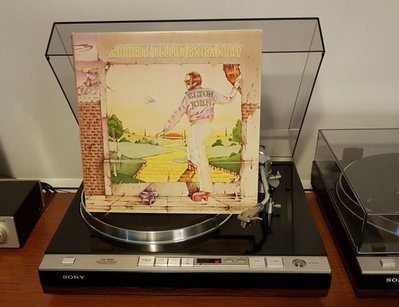 GOODBYE YELLOW BRICK ROAD
ELTON
JOHN
SONY